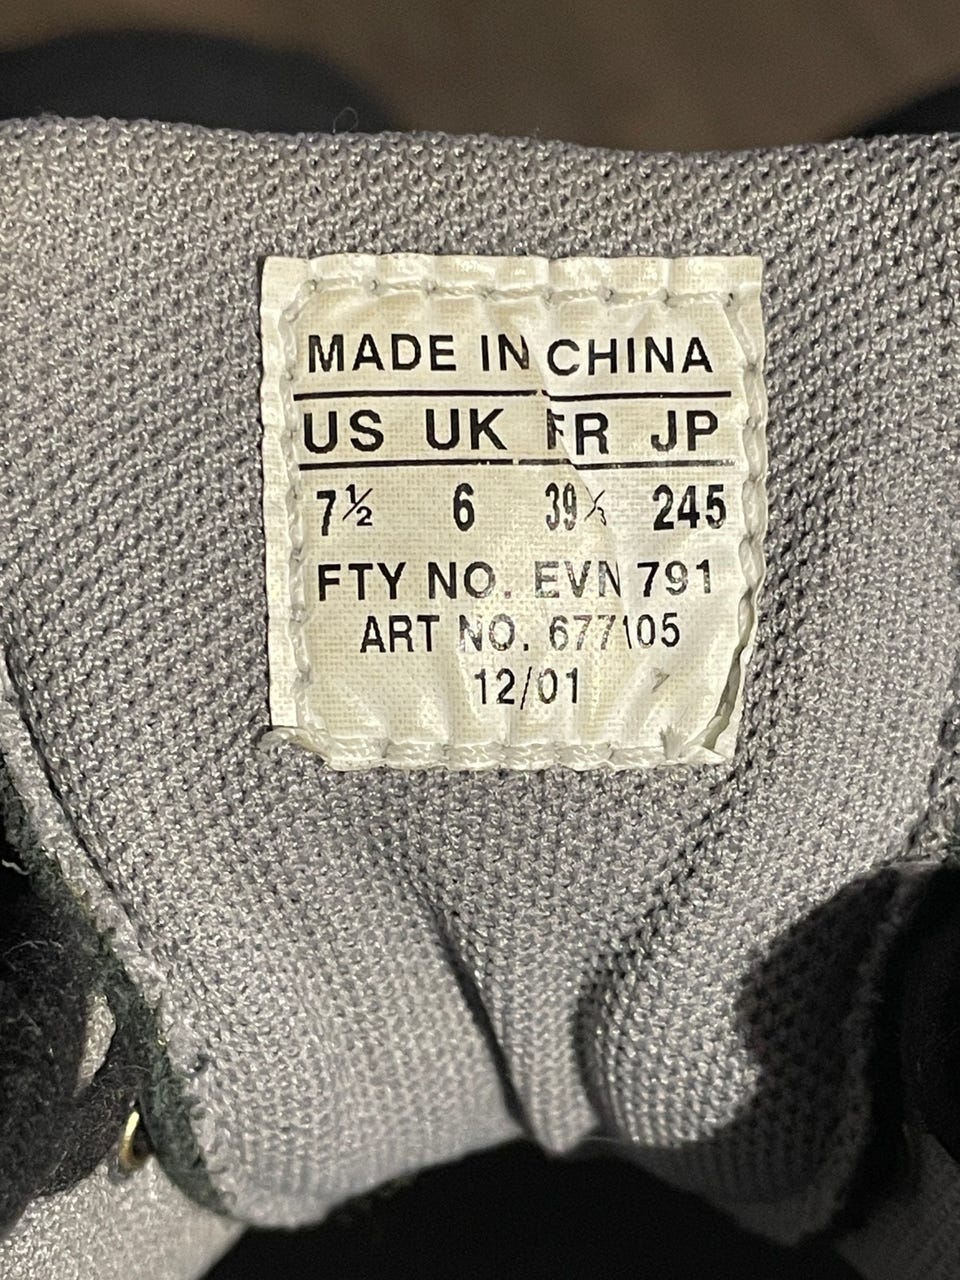 MADE IN CHINA
US UK FR JP
7½ 6 39⅓ 245
FTY NO. EVN 791
ART NO. 677105
12/01